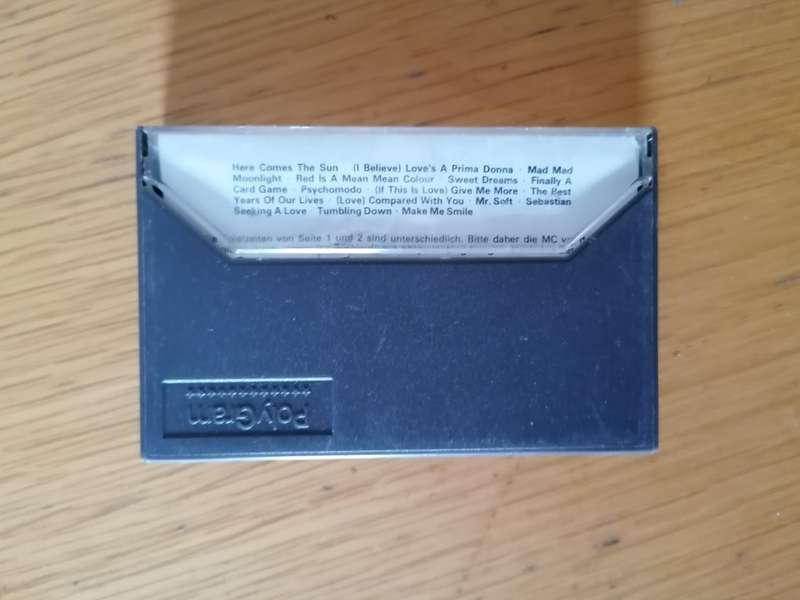 Here Comes The Sun · (I Believe) Love's A Prima Donna · Mad Mad
Moonlight · Red Is A Mean Mean Colour · Sweet Dreams · Finally A
Card Game · Psychomodo · (If This Is Love) Give Me More · The Best
Years Of Our Lives · (Love) Compared With You · Mr. Soft · Sebastian
Seeking A Love · Tumbling Down · Make Me Smile
von Seite 1 und 2 sind unterschiedlich. Bitte daher die MC
PolyGram